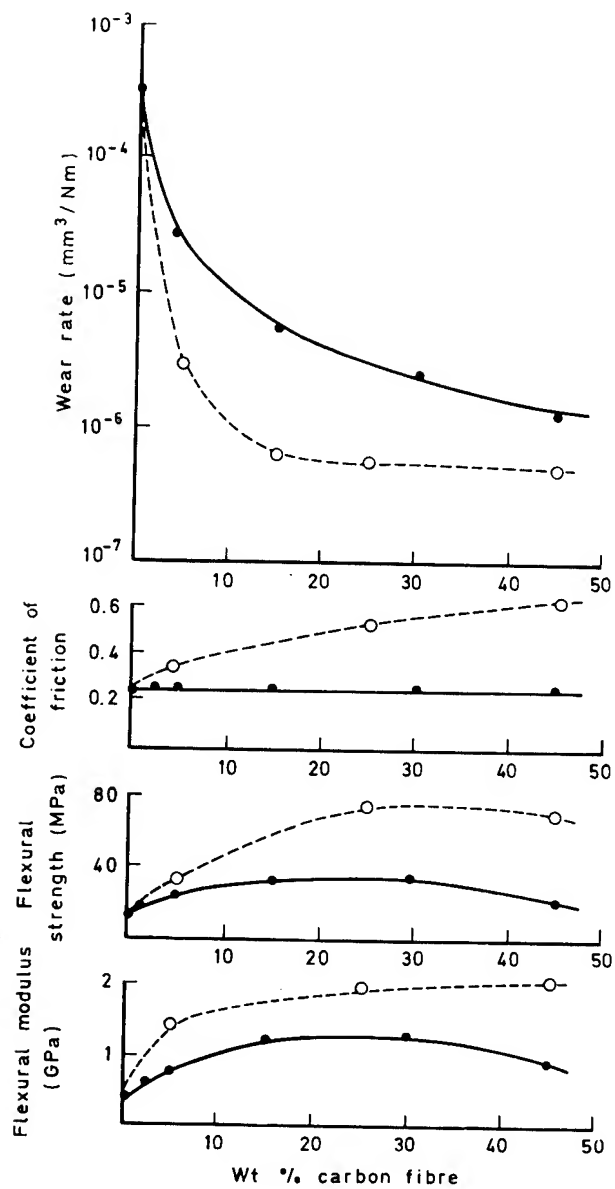 10⁻³
10⁻⁴
10⁻⁵
10⁻⁶
10⁻⁷
Wear rate (mm³/Nm)
10 20 30 40 50
0.6
0.4
0.2
Coefficient of
friction
10 20 30 40 50
80
40
Flexural
strength (MPa)
10 20 30 40 50
2
1
Flexural modulus
(GPa)
10 20 30 40 50
Wt % carbon fibre